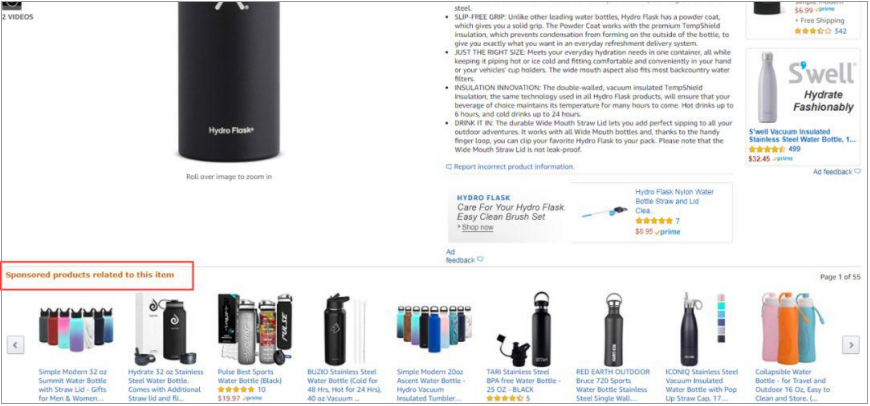 2 VIDEOS
Hydro Flask®
Roll over image to zoom in
steel.
SLIP-FREE GRIP: Unlike other leading water bottles, Hydro Flask has a powder coat,
which gives you a solid grip. The Powder Coat works with the premium TempShield
insulation, which prevents condensation from forming on the outside of the bottle, to
give you exactly what you want in an everyday refreshment delivery system.
JUST THE RIGHT SIZE: Meets your everyday hydration needs in one container, all while
keeping it piping hot or ice cold and fitting comfortable and conveniently in your hand
or your vehicles' cup holders. The wide mouth aspect also fits most backcountry water
filters.
INSULATION INNOVATION: The double-walled, vacuum insulated TempShield
Insulation, the same technology used in all Hydro Flask products, will ensure that your
beverage of choice maintains its temperature for many hours to come. Hot drinks up to
6 hours, and cold drinks up to 24 hours.
DRINK IT IN: The durable Wide Mouth Straw Lid lets you add perfect sipping to all your
outdoor adventures. It works with all Wide Mouth bottles and, thanks to the handy
finger loop, you can clip your favorite Hydro Flask to your pack. Please note that the
Wide Mouth Straw Lid is not leak-proof.
Report incorrect product information.
HYDRO FLASK
Care For Your Hydro Flask.
Easy Clean Brush Set
Shop now
Hydro Flask Nylon Water
Bottle Straw and Lid
Clea...
7
$8.95 prime
Ad
feedback
$6.99 prime
+ Free Shipping
342
S'well
Hydrate
Fashionably
S'well Vacuum Insulated
Stainless Steel Water Bottle, 1...
499
$32.45 prime
Ad feedback
Sponsored products related to this item
Page 1 of 55
Simple Modern 32 oz
Summit Water Bottle
with Straw Lid - Gifts
for Men & Women...
Hydrate 32 oz Stainless
Steel Water Bottle.
Comes with Additional
Straw lid and fli...
PULSE
Pulse Best Sports
Water Bottle (Black)
10
$19.97 prime
BUZIO Stainless Steel
Water Bottle (Cold for
48 Hrs, Hot for 24 Hrs),
40 oz Vacuum ...
Simple Modern 20oz
Ascent Water Bottle -
Hydro Vacuum
Insulated Tumbler...
TARI Stainless Steel
BPA free Water Bottle -
25 OZ - BLACK
5
RED EARTH OUTDOOR
Bruce 720 Sports
Water Bottle Stainless
Steel Single Wall...
ICONIQ Stainless Steel
Vacuum Insulated
Water Bottle with Pop
Up Straw Cap, 17...
Collapsible Water
Bottle - for Travel and
Outdoor 16 Oz, Easy to
Clean and Store. (...